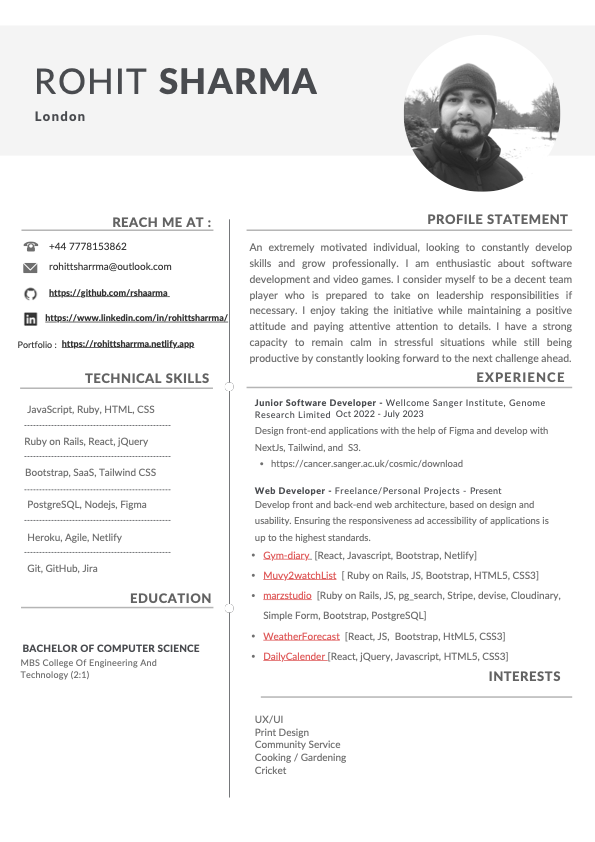 ROHIT SHARMA
London
REACH ME AT :
+44 7778153862
rohittsharrma@outlook.com
https://github.com/rshaarma
https://www.linkedin.com/in/rohittsharrma/
Portfolio : https://rohittsharrma.netlify.app
TECHNICAL SKILLS
JavaScript, Ruby, HTML, CSS
Ruby on Rails, React, jQuery
Bootstrap, SaaS, Tailwind CSS
PostgreSQL, Nodejs, Figma
Heroku, Agile, Netlify
Git, GitHub, Jira
EDUCATION
BACHELOR OF COMPUTER SCIENCE
MBS College Of Engineering And
Technology (2:1)
PROFILE STATEMENT
An extremely motivated individual, looking to constantly develop
skills and grow professionally. I am enthusiastic about software
development and video games. I consider myself to be a decent team
player who is prepared to take on leadership responsibilities if
necessary. I enjoy taking the initiative while maintaining a positive
attitude and paying attentive attention to details. I have a strong
capacity to remain calm in stressful situations while still being
productive by constantly looking forward to the next challenge ahead.
EXPERIENCE
Junior Software Developer - Wellcome Sanger Institute, Genome
Research Limited Oct 2022 - July 2023
Design front-end applications with the help of Figma and develop with
NextJs, Tailwind, and S3.
• https://cancer.sanger.ac.uk/cosmic/download
Web Developer - Freelance/Personal Projects - Present
Develop front and back-end web architecture, based on design and
usability. Ensuring the responsiveness ad accessibility of applications is
up to the highest standards.
• Gym-diary [React, Javascript, Bootstrap, Netlify]
• Muvy2watchList [ Ruby on Rails, JS, Bootstrap, HTML5, CSS3]
• marzstudio [Ruby on Rails, JS, pg_search, Stripe, devise, Cloudinary,
Simple Form, Bootstrap, PostgreSQL]
• WeatherForecast [React, JS, Bootstrap, HtML5, CSS3]
• DailyCalender [React, jQuery, Javascript, HTML5, CSS3]
INTERESTS
UX/UI
Print Design
Community Service
Cooking / Gardening
Cricket